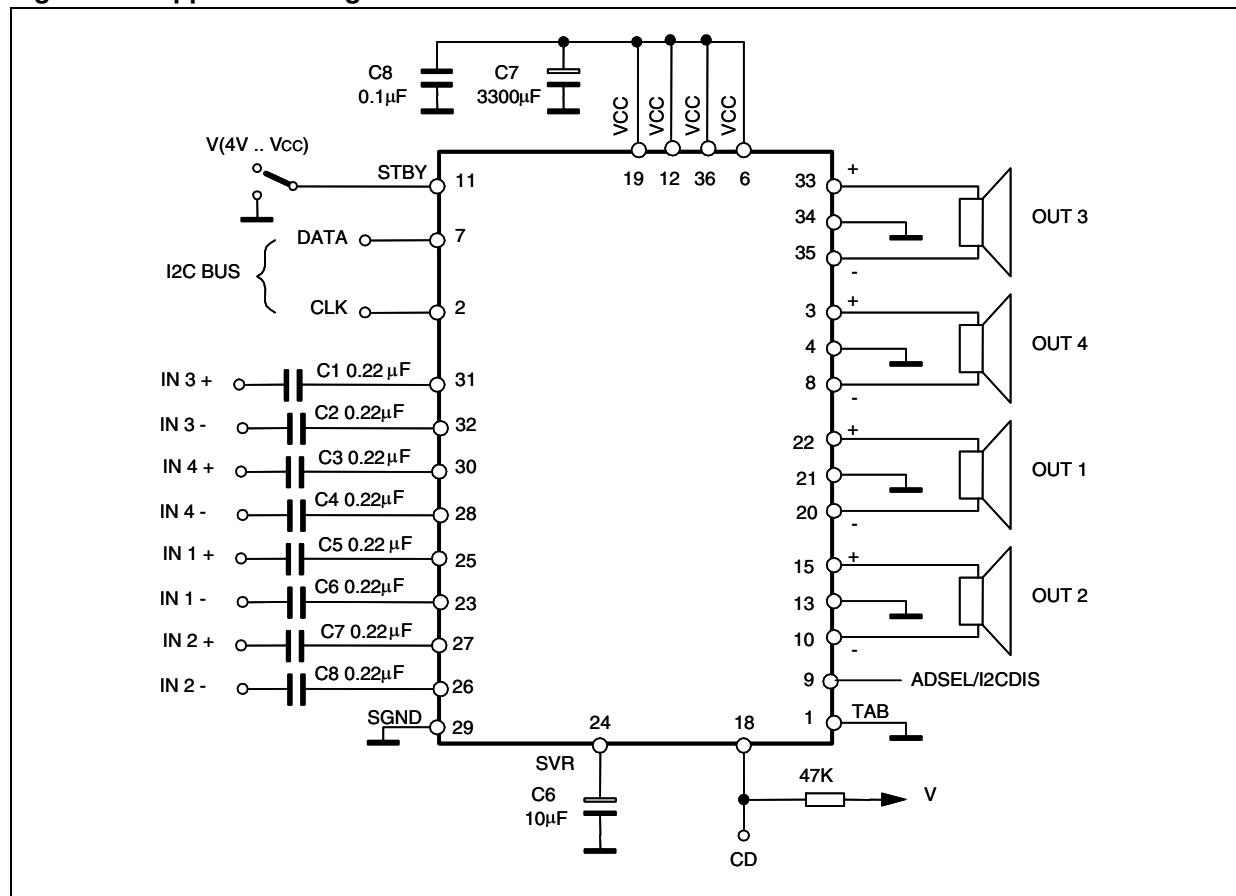 C8
0.1µF
C7
3300µF
VCC
VCC
VCC
VCC
V(4V .. VCC)
STBY
11
19
12
36
6
33
+
34
35
-
OUT 3
DATA
7
I2C BUS
CLK
2
3
+
4
8
-
OUT 4
IN 3 +
C1 0.22 µF
31
IN 3 -
C2 0.22µF
32
IN 4 +
C3 0.22µF
30
IN 4 -
C4 0.22µF
28
22
+
21
20
-
OUT 1
IN 1 +
C5 0.22 µF
25
IN 1 -
C6 0.22µF
23
IN 2 +
C7 0.22µF
27
IN 2 -
C8 0.22µF
26
15
+
13
10
-
OUT 2
9
ADSEL/I2CDIS
SGND
29
24
18
1
TAB
SVR
C6
10µF
47K
V
CD